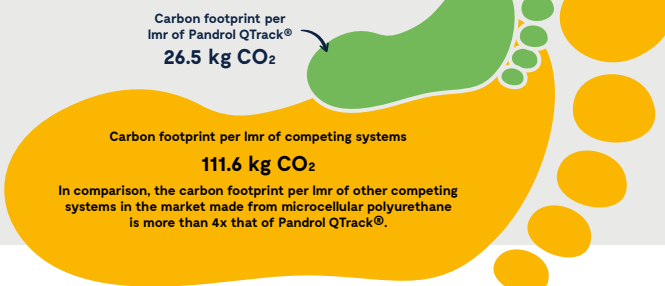 Carbon footprint per
lmr of Pandrol QTrack®
26.5 kg CO₂
Carbon footprint per lmr of competing systems
111.6 kg CO₂
In comparison, the carbon footprint per lmr of other competing
systems in the market made from microcellular polyurethane
is more than 4x that of Pandrol QTrack®.